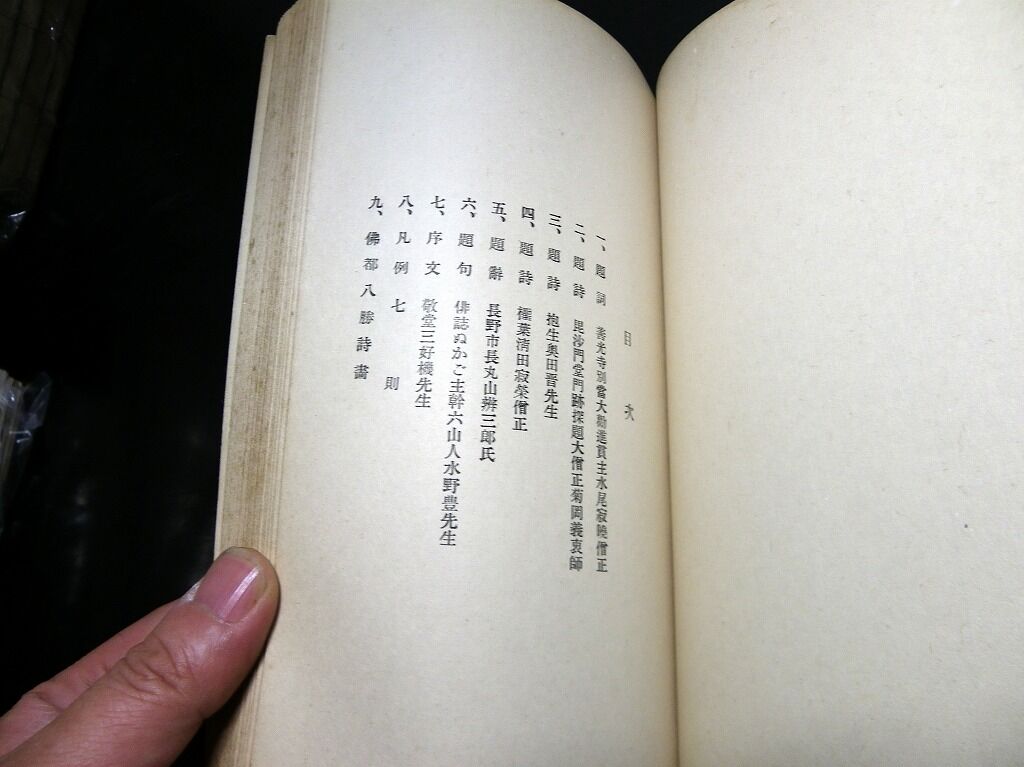 目次
一、題詞 善光寺別當大勸進貫主水尾寂曉僧正
二、題詩 毘沙門堂門跡探題大僧正菊岡義衷師
三、題詩 抱生奥田晋先生
四、題詩 葉淸田寂榮僧正
五、題辭 長野市長丸山辨三郎氏
六、題句 俳誌ぬかご主幹六山人水野豊先生
七、序文 敬堂三好機先生
八、凡例七則
九、佛都八勝詩畵